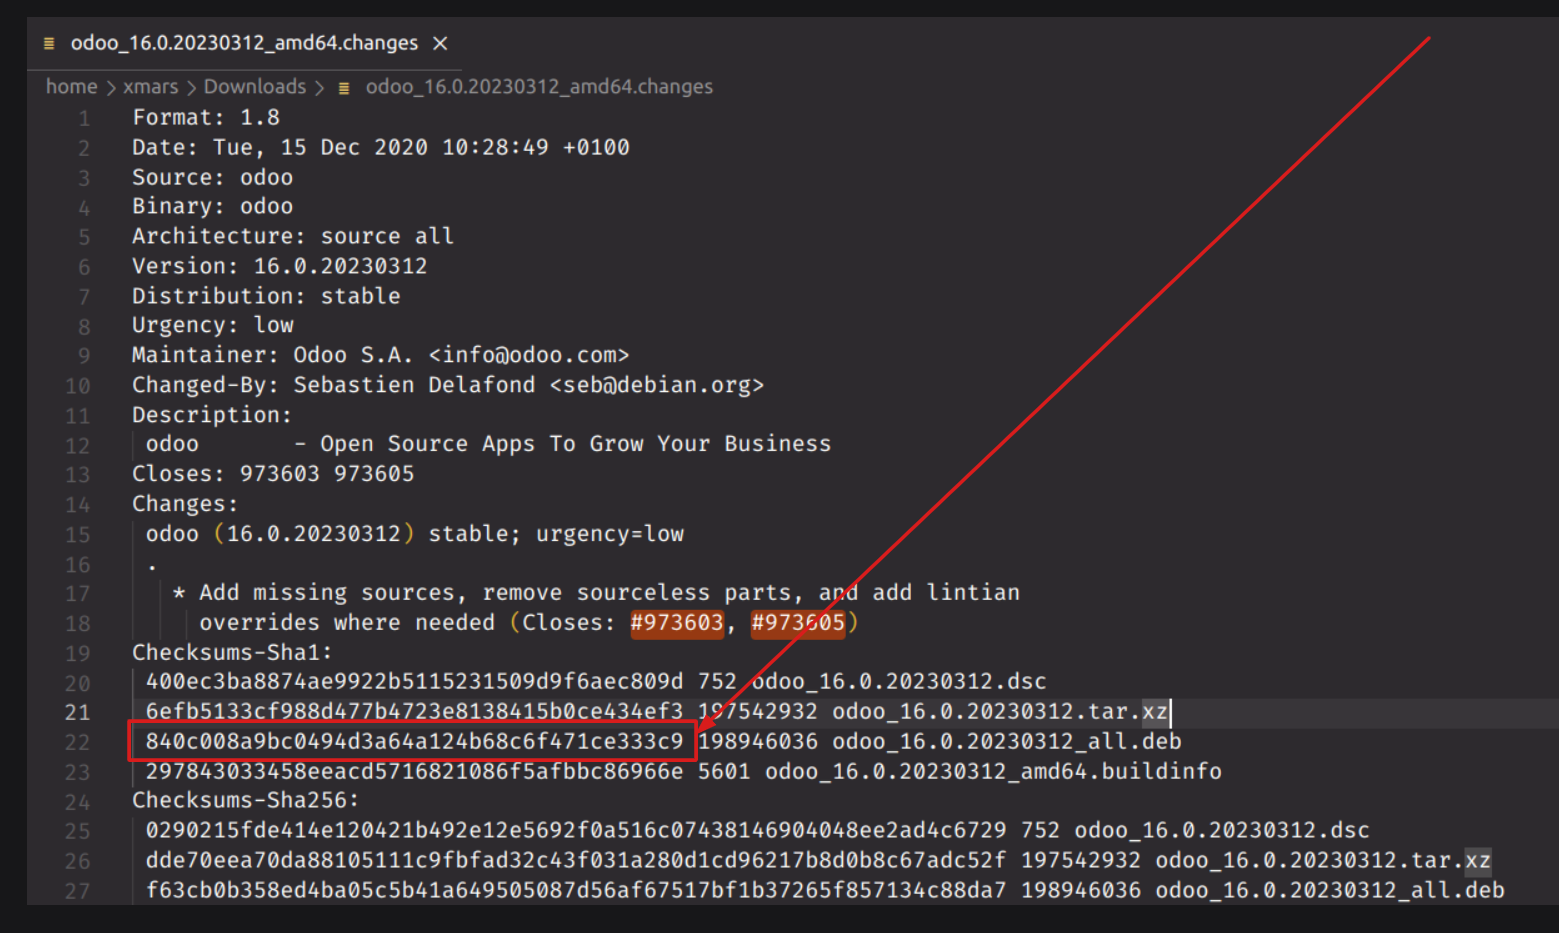 odoo_16.0.20230312_amd64.changes ×
home > xmars > Downloads > odoo_16.0.20230312_amd64.changes
1 Format: 1.8
2 Date: Tue, 15 Dec 2020 10:28:49 +0100
3 Source: odoo
4 Binary: odoo
5 Architecture: source all
6 Version: 16.0.20230312
7 Distribution: stable
8 Urgency: low
9 Maintainer: Odoo S.A. <info@odoo.com>
10 Changed-By: Sebastien Delafond <seb@debian.org>
11 Description:
12 odoo - Open Source Apps To Grow Your Business
13 Closes: 973603 973605
14 Changes:
15 odoo (16.0.20230312) stable; urgency=low
16 .
17 * Add missing sources, remove sourceless parts, and add lintian
18 overrides where needed (Closes: #973603, #973605)
19 Checksums-Sha1:
20 400ec3ba8874ae9922b5115231509d9f6aec809d 752 odoo_16.0.20230312.dsc
21 6efb5133cf988d477b4723e8138415b0ce434ef3 197542932 odoo_16.0.20230312.tar.xz
22 840c008a9bc0494d3a64a124b68c6f471ce333c9 198946036 odoo_16.0.20230312_all.deb
23 297843033458eeacd5716821086f5afbbc86966e 5601 odoo_16.0.20230312_amd64.buildinfo
24 Checksums-Sha256:
25 0290215fde414e120421b492e12e5692f0a516c07438146904048ee2ad4c6729 752 odoo_16.0.20230312.dsc
26 dde70eea70da88105111c9fbfad32c43f031a280d1cd96217b8d0b8c67adc52f 197542932 odoo_16.0.20230312.tar.xz
27 f63cb0b358ed4ba05c5b41a649505087d56af67517bf1b37265f857134c88da7 198946036 odoo_16.0.20230312_all.deb